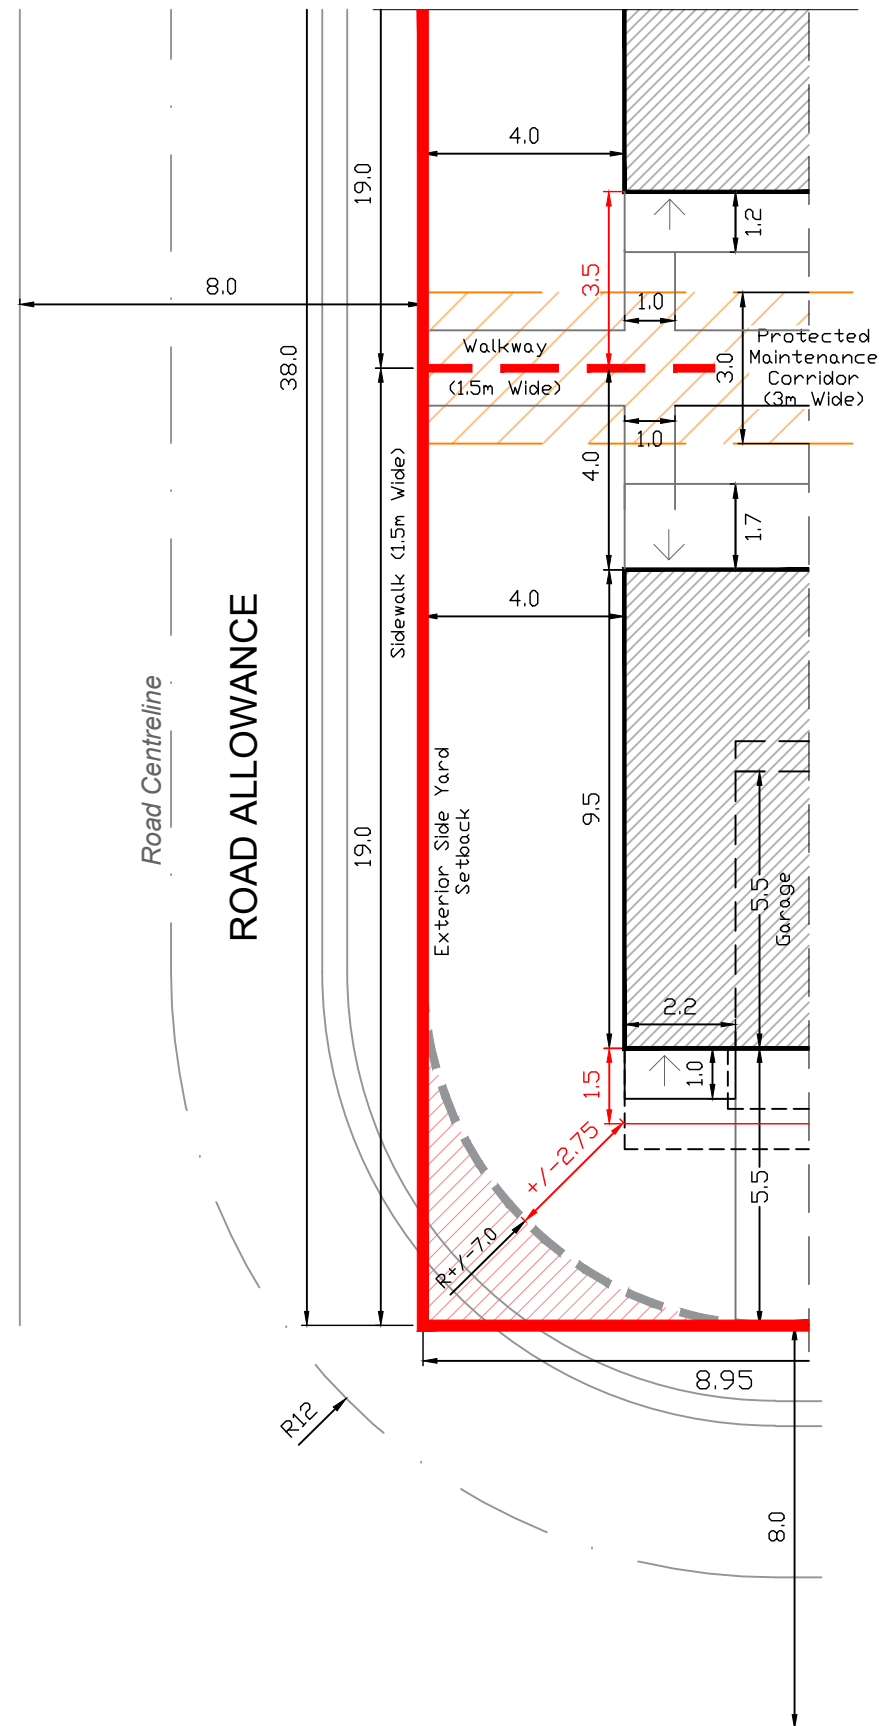 4.0
19.0
1.2
3.5
8.0
1.0
Walkway
(1.5m Wide)
Protected
Maintenance
Corridor
(3m Wide)
3.0
38.0
1.0
4.0
Sidewalk (1.5m Wide)
1.7
4.0
ROAD ALLOWANCE
Road Centreline
Exterior Side Yard
Setback
9.5
19.0
5.5
Garage
2.2
1.5
1.0
+/-2.75
5.5
R+/-7.0
8.95
R12
8.0